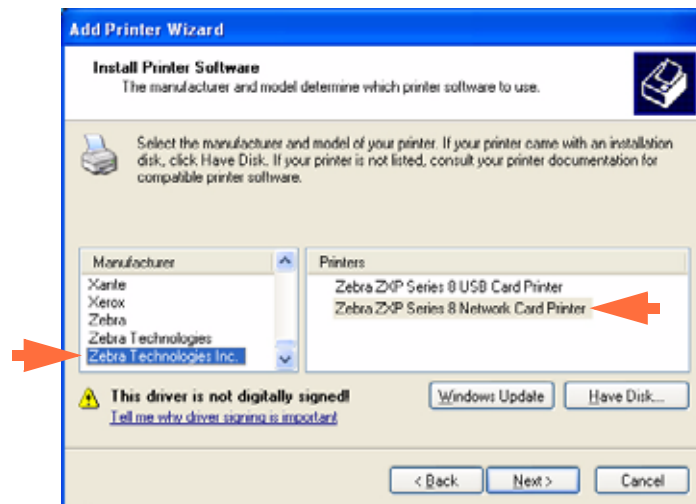 Add Printer Wizard
Install Printer Software
The manufacturer and model determine which printer software to use.
Select the manufacturer and model of your printer. If your printer came with an installation
disk, click Have Disk. If your printer is not listed, consult your printer documentation for
compatible printer software.
Manufacturer
Xante
Xerox
Zebra
Zebra Technologies
Zebra Technologies Inc.
Printers
Zebra ZXP Series 8 USB Card Printer
Zebra ZXP Series 8 Network Card Printer
This driver is not digitally signed!
Tell me why driver signing is important
Windows Update
Have Disk...
< Back
Next >
Cancel